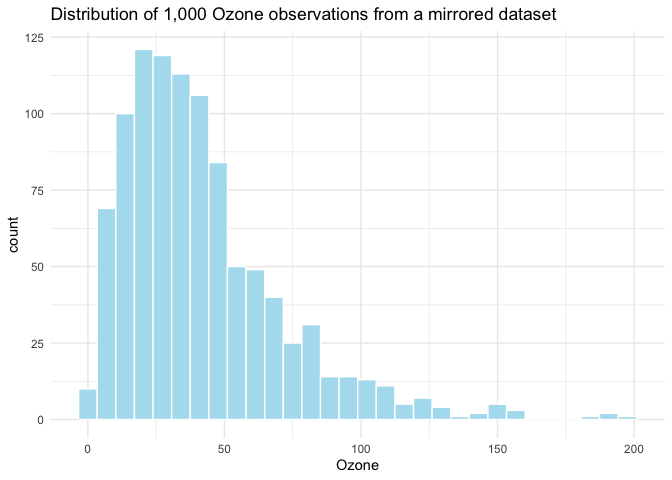 Distribution of 1,000 Ozone observations from a mirrored dataset
125
100
75
50
25
0
count
0 50 100 150 200
Ozone